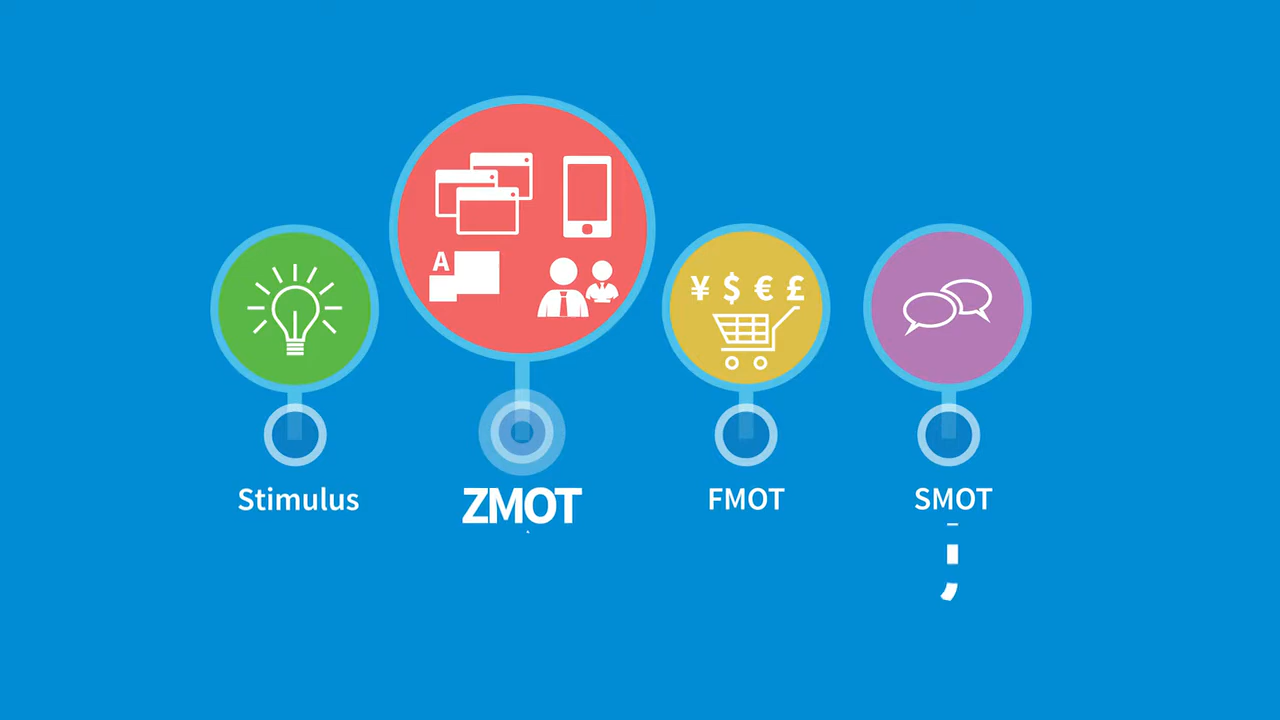 A
¥ $ € £
Stimulus
ZMOT
FMOT
SMOT